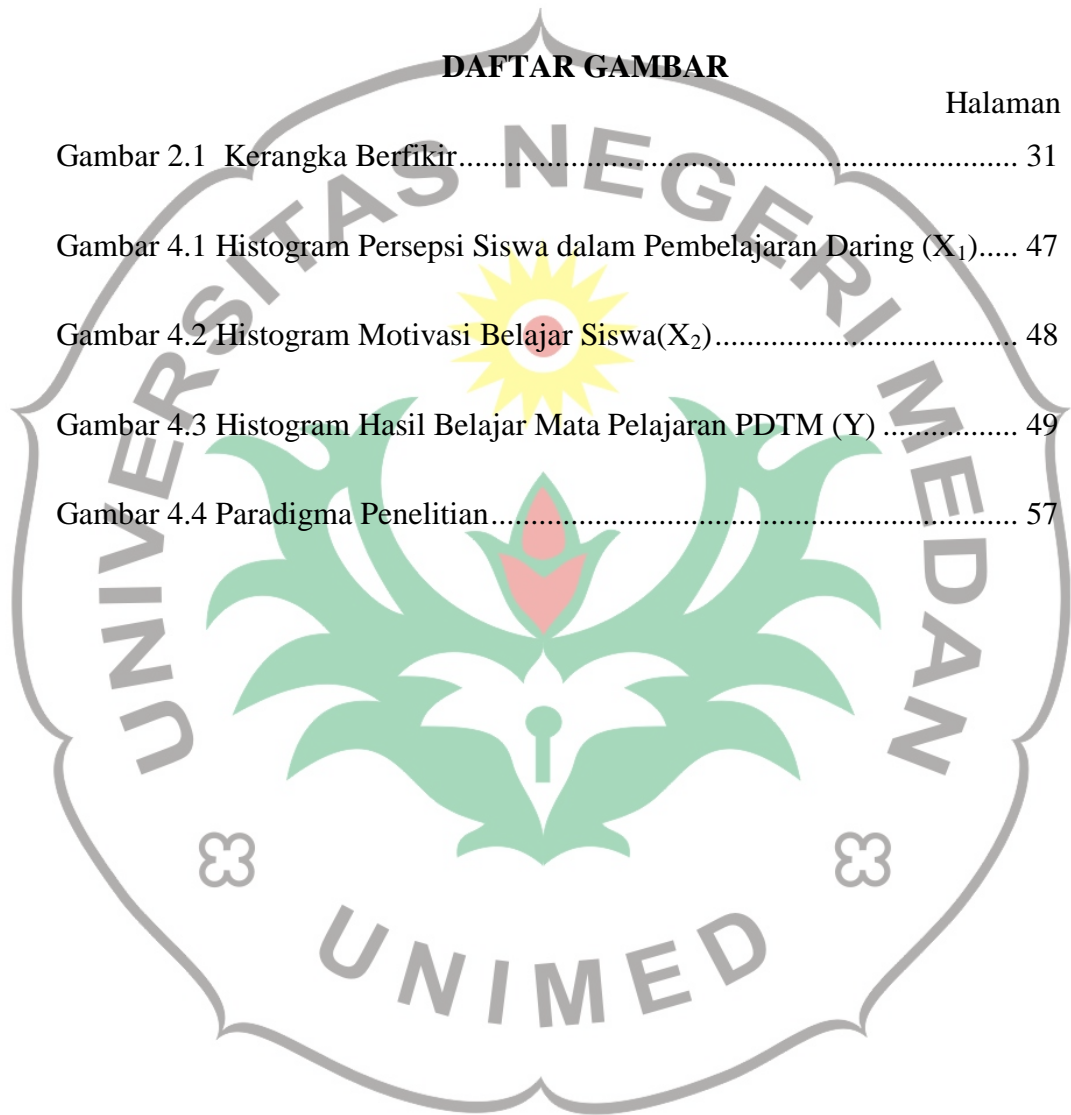 DAFTAR GAMBAR
Halaman
Gambar 2.1 Kerangka Berfikir....................................................................... 31
Gambar 4.1 Histogram Persepsi Siswa dalam Pembelajaran Daring (X₁)..... 47
Gambar 4.2 Histogram Motivasi Belajar Siswa(X₂)...................................... 48
Gambar 4.3 Histogram Hasil Belajar Mata Pelajaran PDTM (Y) ................. 49
Gambar 4.4 Paradigma Penelitian.................................................................. 57
UNIVERSITAS NEGERI MEDAN
UNIMED